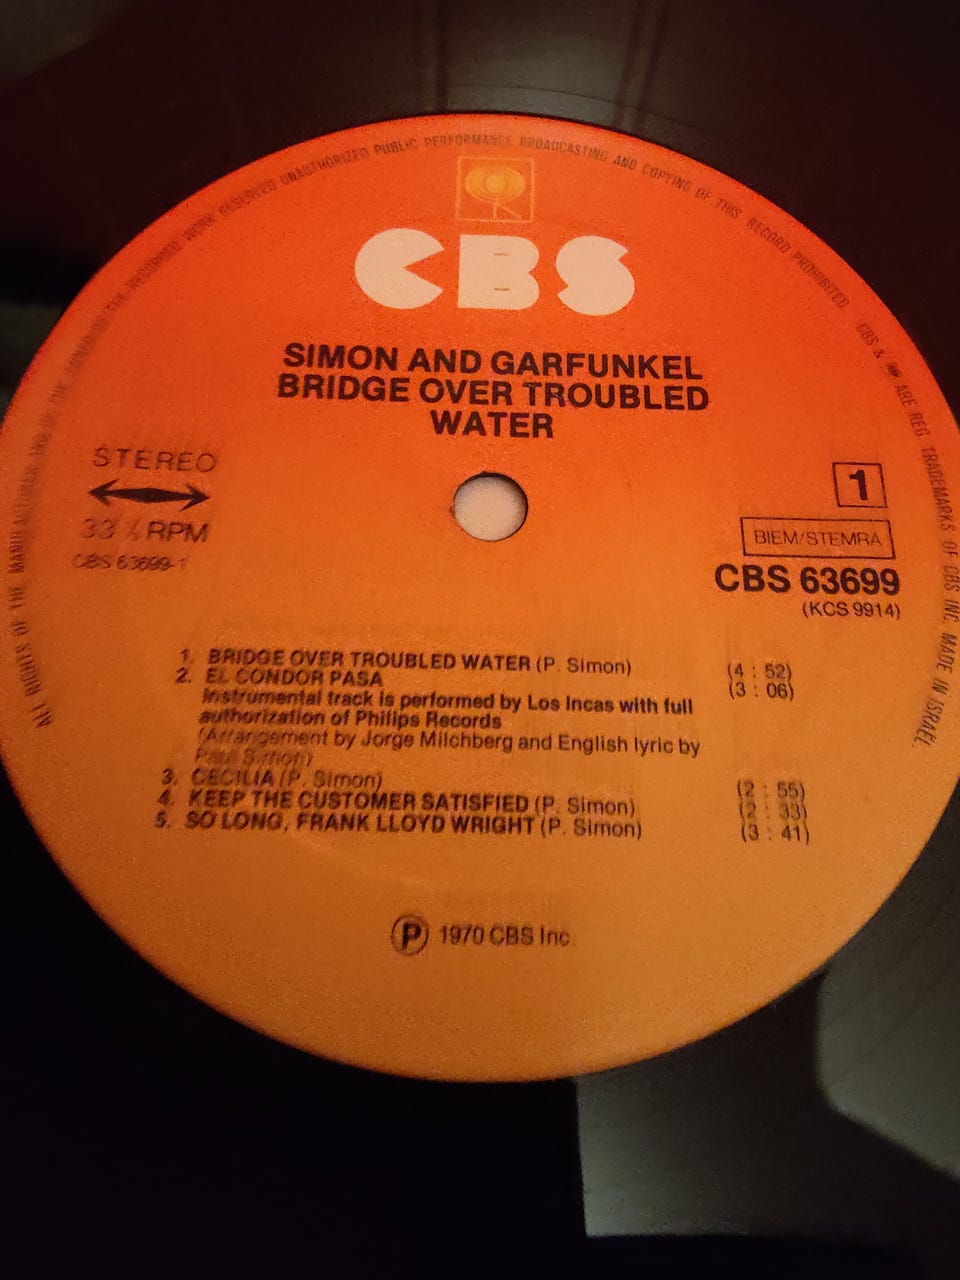 ALL RIGHTS OF THE MANUFACTURER AND OF THE OWNER OF THE RECORDED WORK RESERVED UNAUTHORIZED PUBLIC PERFORMANCE BROADCASTING AND COPYING OF THIS RECORD PROHIBITED. CBS & ARE REG. TRADEMARKS OF CBS INC. MADE IN ISRAEL.
CBS
SIMON AND GARFUNKEL
BRIDGE OVER TROUBLED
WATER
STEREO
33 ⅓ RPM
CBS 63699-1
1
BIEM/STEMRA
CBS 63699
(KCS 9914)
1. BRIDGE OVER TROUBLED WATER (P. Simon) (4 : 52)
2. EL CONDOR PASA (3 : 06)
Instrumental track is performed by Los Incas with full
authorization of Philips Records
(Arrangement by Jorge Milchberg and English lyric by
Paul Simon)
3. CECILIA (P. Simon) (2 : 55)
4. KEEP THE CUSTOMER SATISFIED (P. Simon) (2 : 33)
5. SO LONG, FRANK LLOYD WRIGHT (P. Simon) (3 : 41)
Ⓟ 1970 CBS Inc.